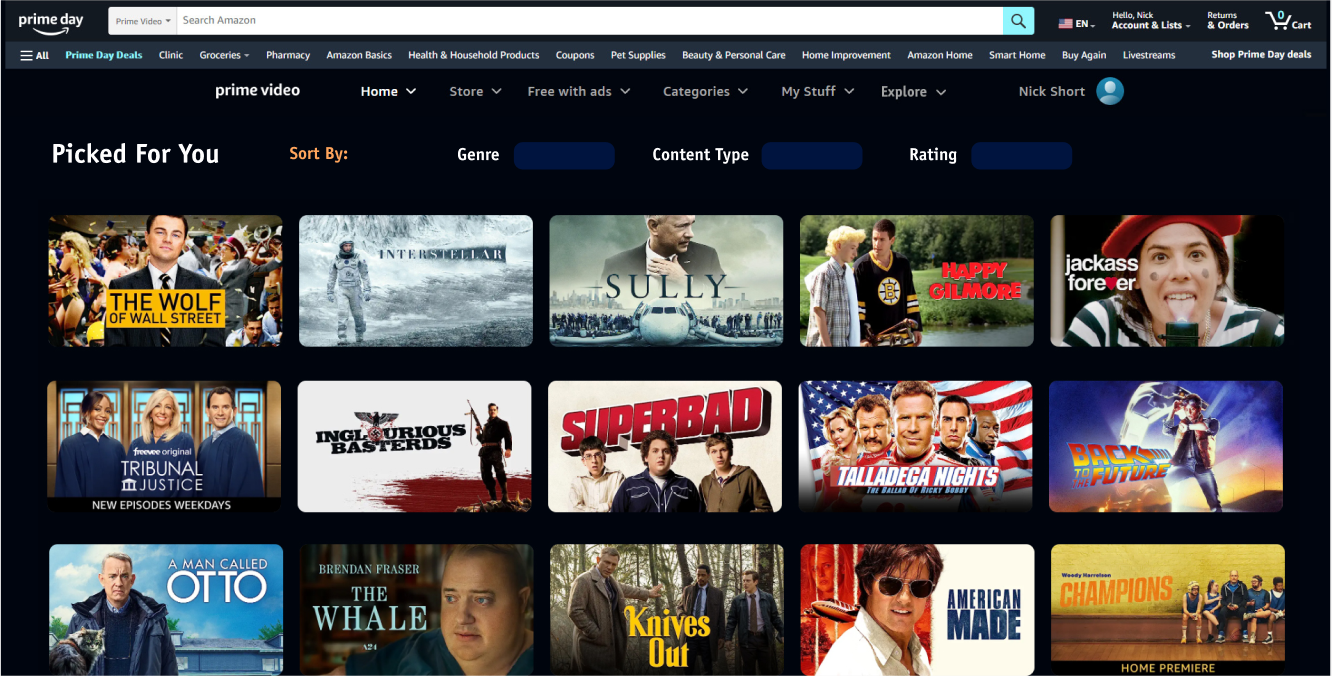 prime day
Prime Video
Search Amazon
EN
Hello, Nick
Account & Lists
Returns
& Orders
0
Cart
All
Prime Day Deals
Clinic
Groceries
Pharmacy
Amazon Basics
Health & Household Products
Coupons
Pet Supplies
Beauty & Personal Care
Home Improvement
Amazon Home
Smart Home
Buy Again
Livestreams
Shop Prime Day deals
prime video
Home
Store
Free with ads
Categories
My Stuff
Explore
Nick Short
Picked For You
Sort By:
Genre
Content Type
Rating
THE WOLF
OF WALL STREET
INTERSTELLAR
SULLY
HAPPY
GILMORE
jackass
forever
freevee original
TRIBUNAL
JUSTICE
NEW EPISODES WEEKDAYS
INGLOURIOUS
BASTERDS
SUPERBAD
TALLADEGA NIGHTS
THE BALLAD OF RICKY BOBBY
BACK
TO THE FUTURE
A MAN CALLED
OTTO
BRENDAN FRASER
THE
WHALE
A24
Knives
Out
AMERICAN
MADE
Woody Harrelson
CHAMPIONS
HOME PREMIERE